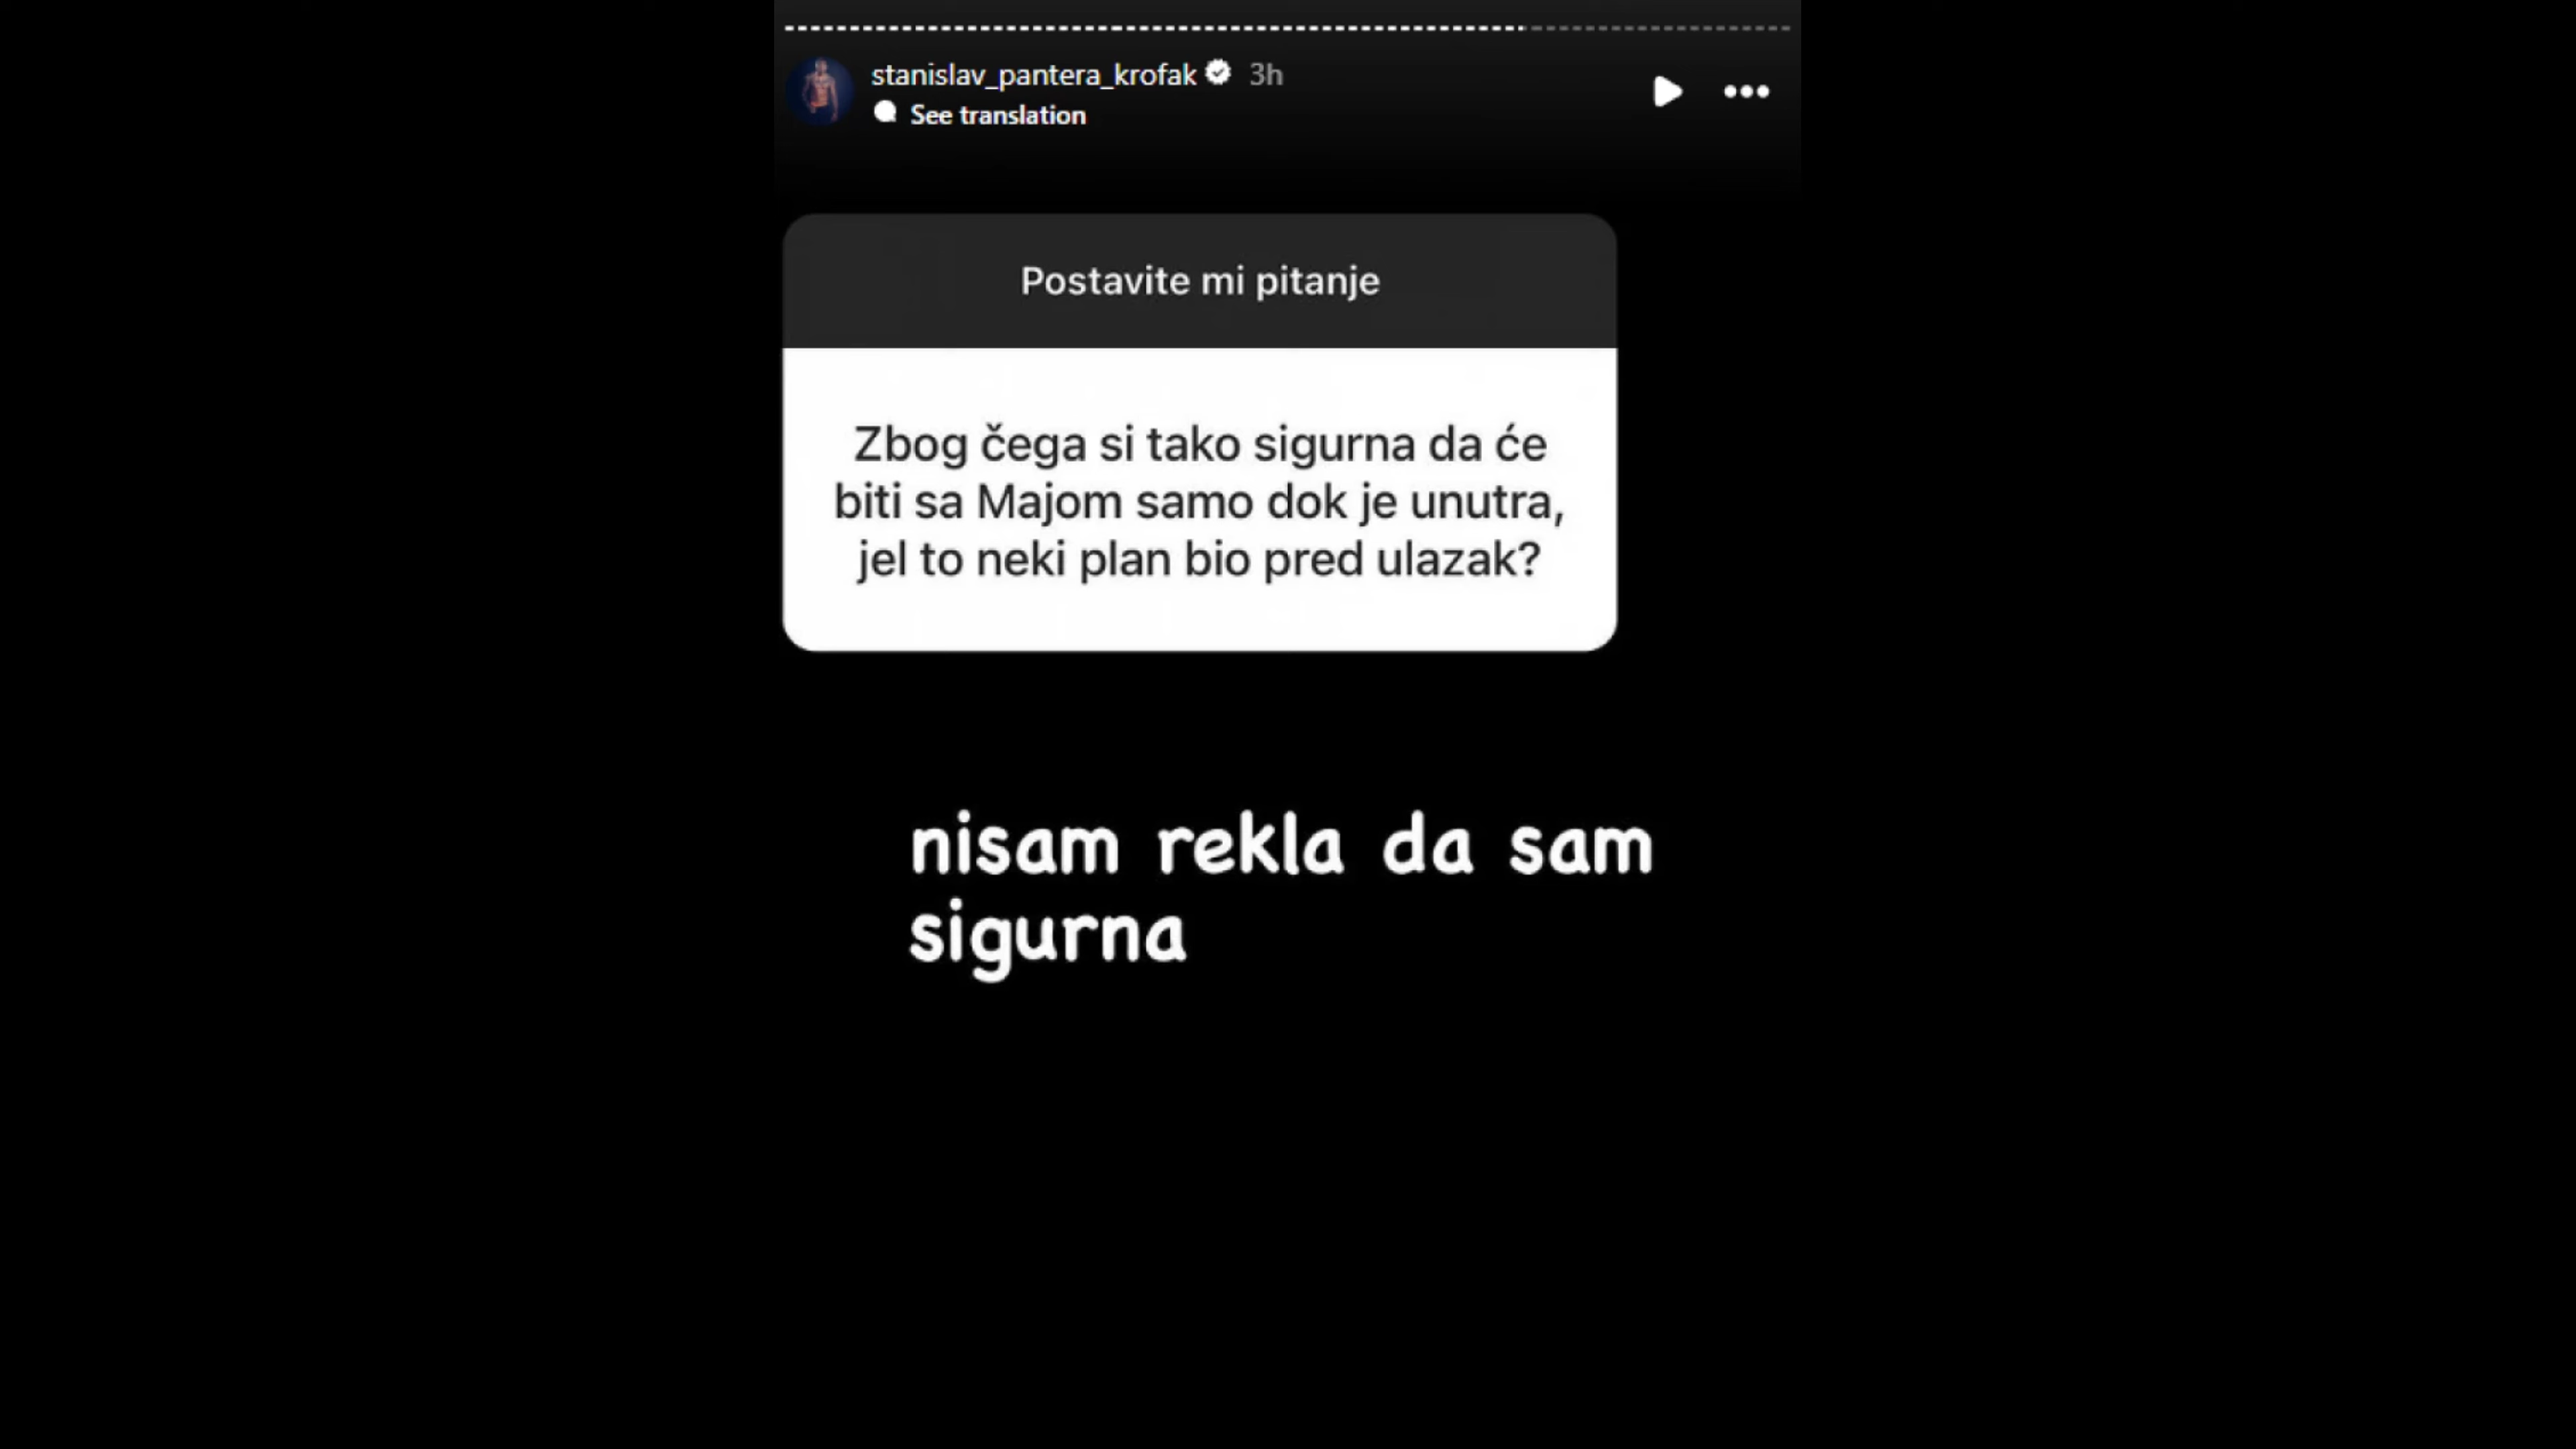 stanislav_pantera_krofak 3h
See translation
Postavite mi pitanje
Zbog čega si tako sigurna da će
biti sa Majom samo dok je unutra,
jel to neki plan bio pred ulazak?
nisam rekla da sam
sigurna